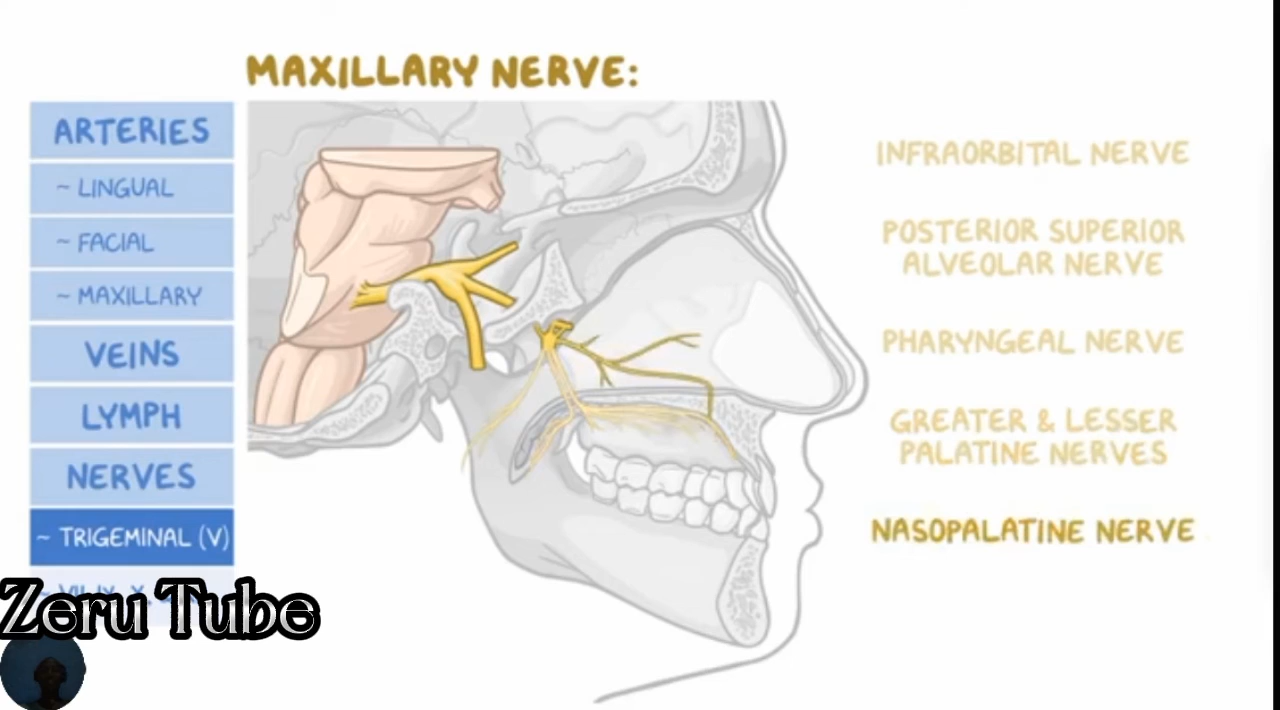 MAXILLARY NERVE:
ARTERIES
~ LINGUAL
~ FACIAL
~ MAXILLARY
VEINS
LYMPH
NERVES
~ TRIGEMINAL (V)
Zeru Tube
INFRAORBITAL NERVE
POSTERIOR SUPERIOR
ALVEOLAR NERVE
PHARYNGEAL NERVE
GREATER & LESSER
PALATINE NERVES
NASOPALATINE NERVE